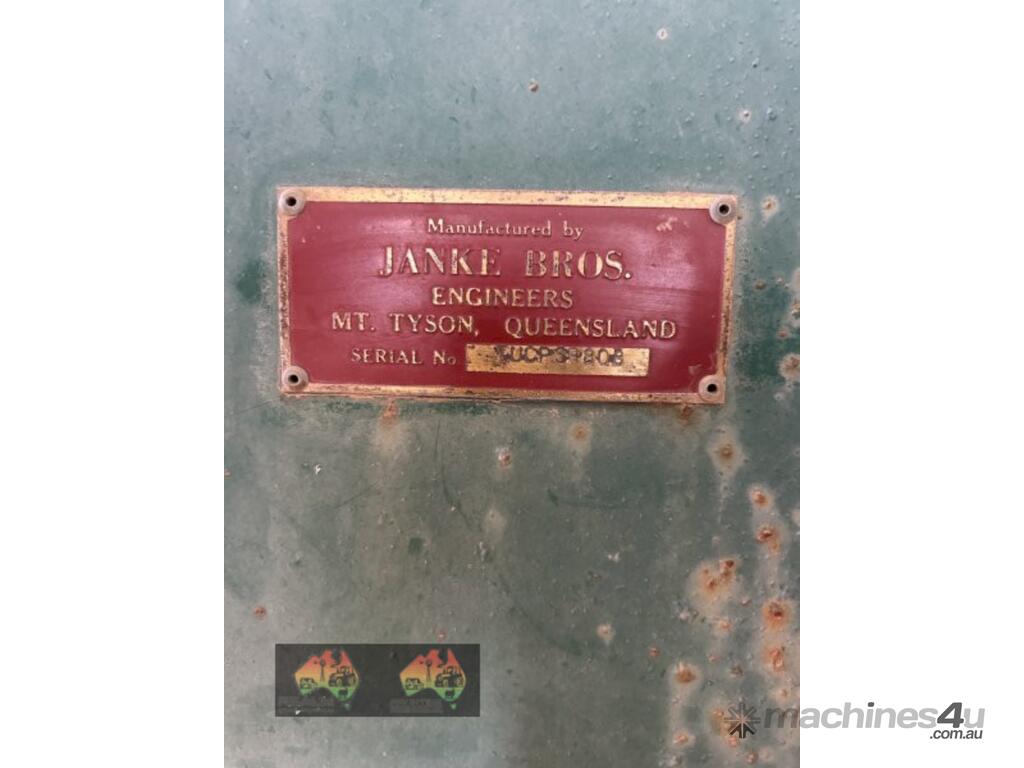 Manufactured by
JANKE BROS.
ENGINEERS
MT. TYSON, QUEENSLAND
SERIAL No
machines4u
.com.au